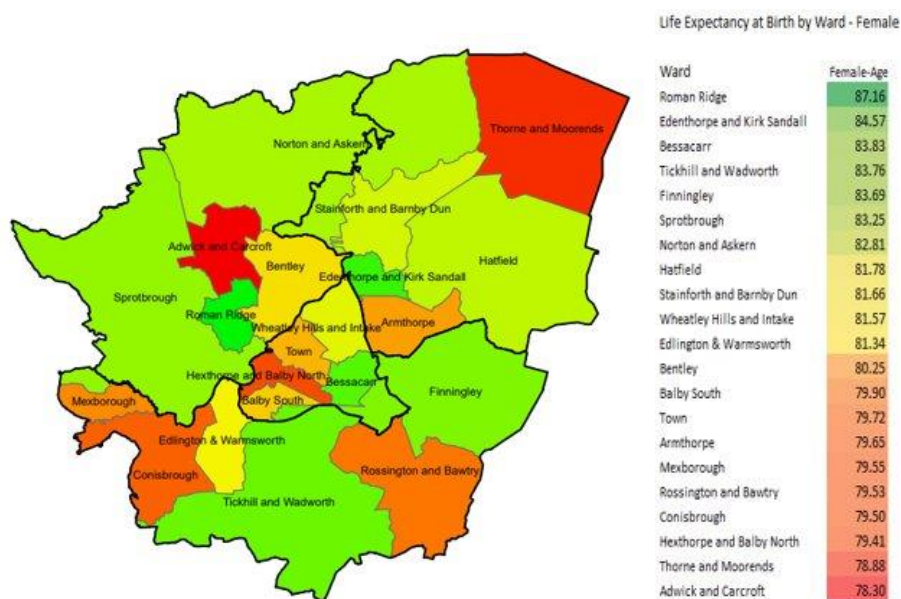 Life Expectancy at Birth by Ward - Female
Ward Female-Age
Roman Ridge 87.16
Edenthorpe and Kirk Sandall 84.57
Bessacarr 83.83
Tickhill and Wadworth 83.76
Finningley 83.69
Sprotbrough 83.25
Norton and Askern 82.81
Hatfield 81.78
Stainforth and Barnby Dun 81.66
Wheatley Hills and Intake 81.57
Edlington & Warmsworth 81.34
Bentley 80.25
Balby South 79.90
Town 79.72
Armthorpe 79.65
Mexborough 79.55
Rossington and Bawtry 79.53
Conisbrough 79.50
Hexthorpe and Balby North 79.41
Thorne and Moorends 78.88
Adwick and Carcroft 78.30
Thorne and Moorends
Norton and Askern
Stainforth and Barnby Dun
Adwick and Carcroft
Hatfield
Bentley
Edenthorpe and Kirk Sandall
Sprotbrough
Roman Ridge
Armthorpe
Wheatley Hills and Intake
Town
Hexthorpe and Balby North
Bessacarr
Finningley
Mexborough
Balby South
Edlington & Warmsworth
Conisbrough
Rossington and Bawtry
Tickhill and Wadworth